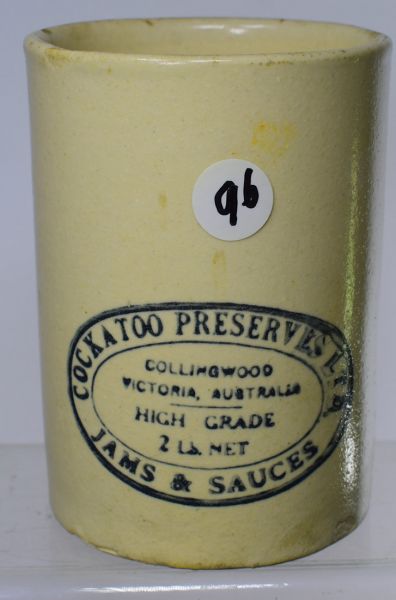 96
COCKATOO PRESERVES LTD.
COLLINGWOOD
VICTORIA, AUSTRALIA
HIGH GRADE
2 LB. NET
JAMS & SAUCES